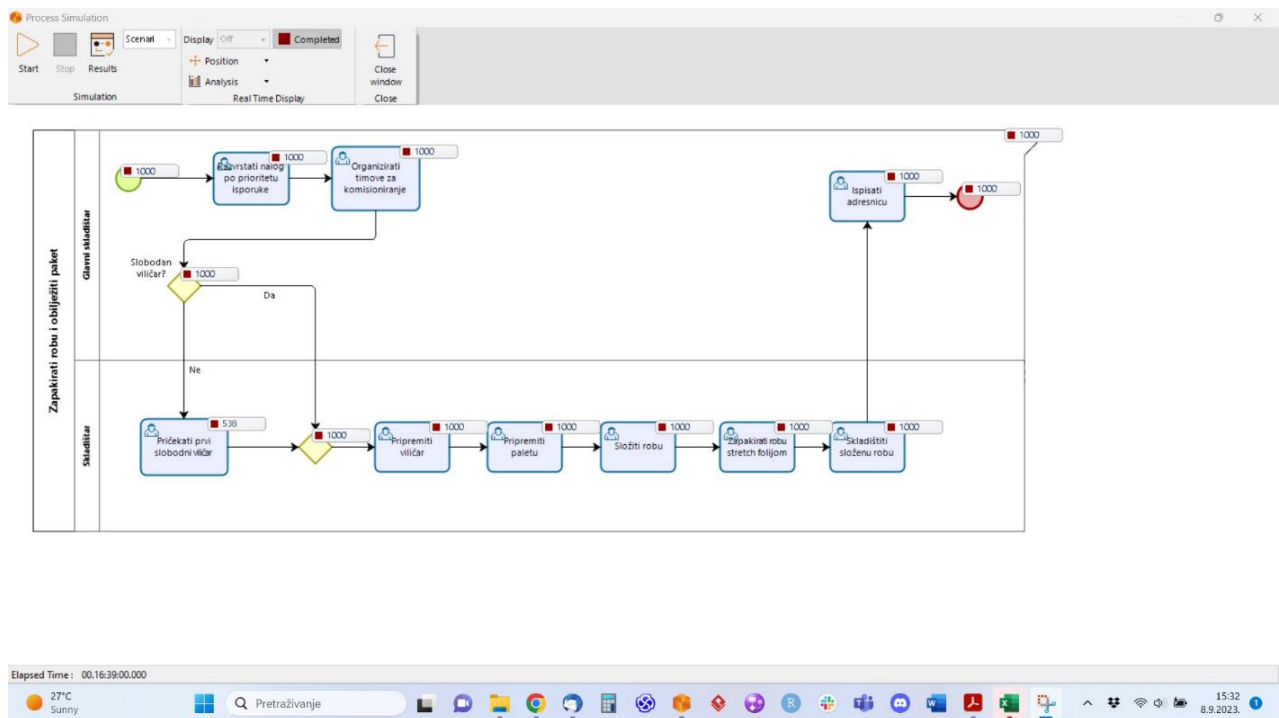 Process Simulation
Start
Stop
Results
Scenari
Simulation
Display
Off
Completed
Position
Analysis
Real Time Display
Close
window
Close
1000
Zapakirati robu i obilježiti paket
Glavni skladištar
1000
1000
po prioritetu
isporuke
1000
Organizirati
timove za
komisioniranje
1000
Ispisati
adresnicu
1000
Slobodan
viličar?
1000
Da
Ne
Skladištar
538
Pričekati prvi
slobodni viličar
1000
1000
Pripremiti
viličar
1000
Pripremiti
paletu
1000
Složiti robu
1000
Zapakirati robu
stretch folijom
1000
Skladištiti
složenu robu
Elapsed Time : 00.16:39:00.000
27°C
Sunny
Pretraživanje
15:32
8.9.2023.
1